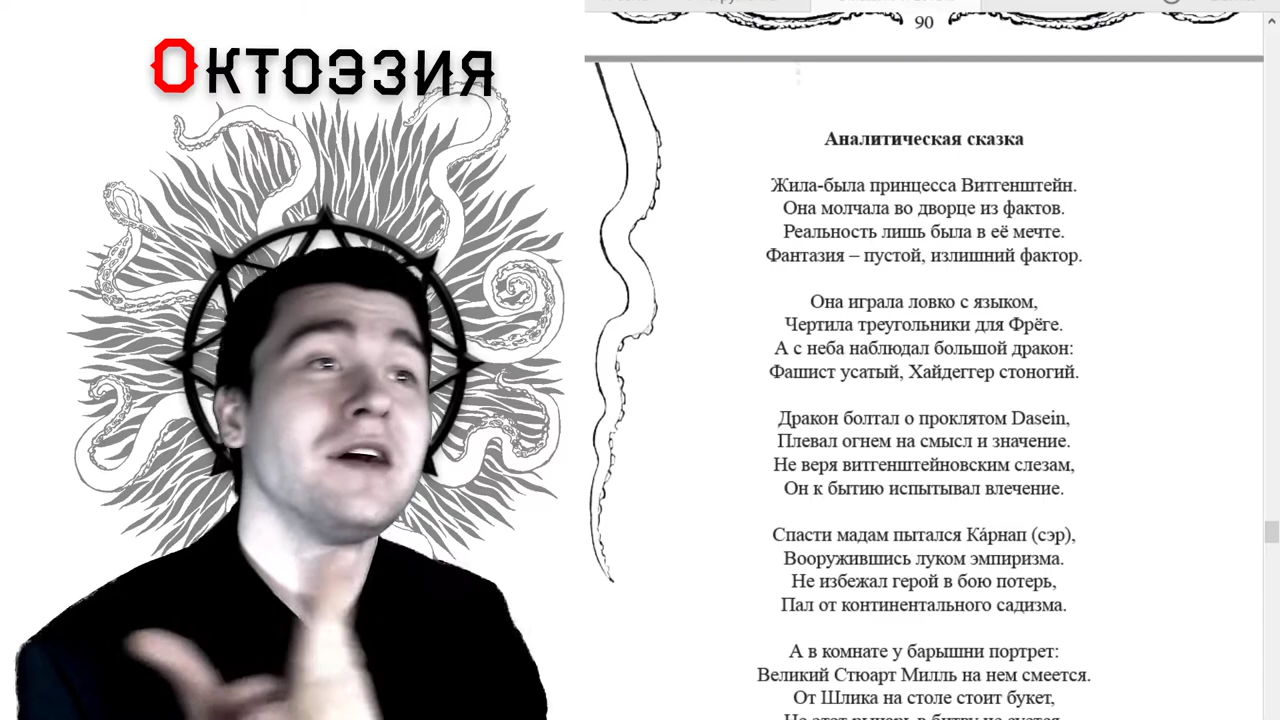 Октоэзия
90
Аналитическая сказка
Жила-была принцесса Витгенштейн.
Она молчала во дворце из фактов.
Реальность лишь была в её мечте.
Фантазия – пустой, излишний фактор.
Она играла ловко с языком,
Чертила треугольники для Фрёге.
А с неба наблюдал большой дракон:
Фашист усатый, Хайдеггер стоногий.
Дракон болтал о проклятом Dasein,
Плевал огнем на смысл и значение.
Не веря витгенштейновским слезам,
Он к бытию испытывал влечение.
Спасти мадам пытался Ка́рнап (сэр),
Вооружившись луком эмпиризма.
Не избежал герой в бою потерь,
Пал от континентального садизма.
А в комнате у барышни портрет:
Великий Стюарт Милль на нем смеется.
От Шлика на столе стоит букет,